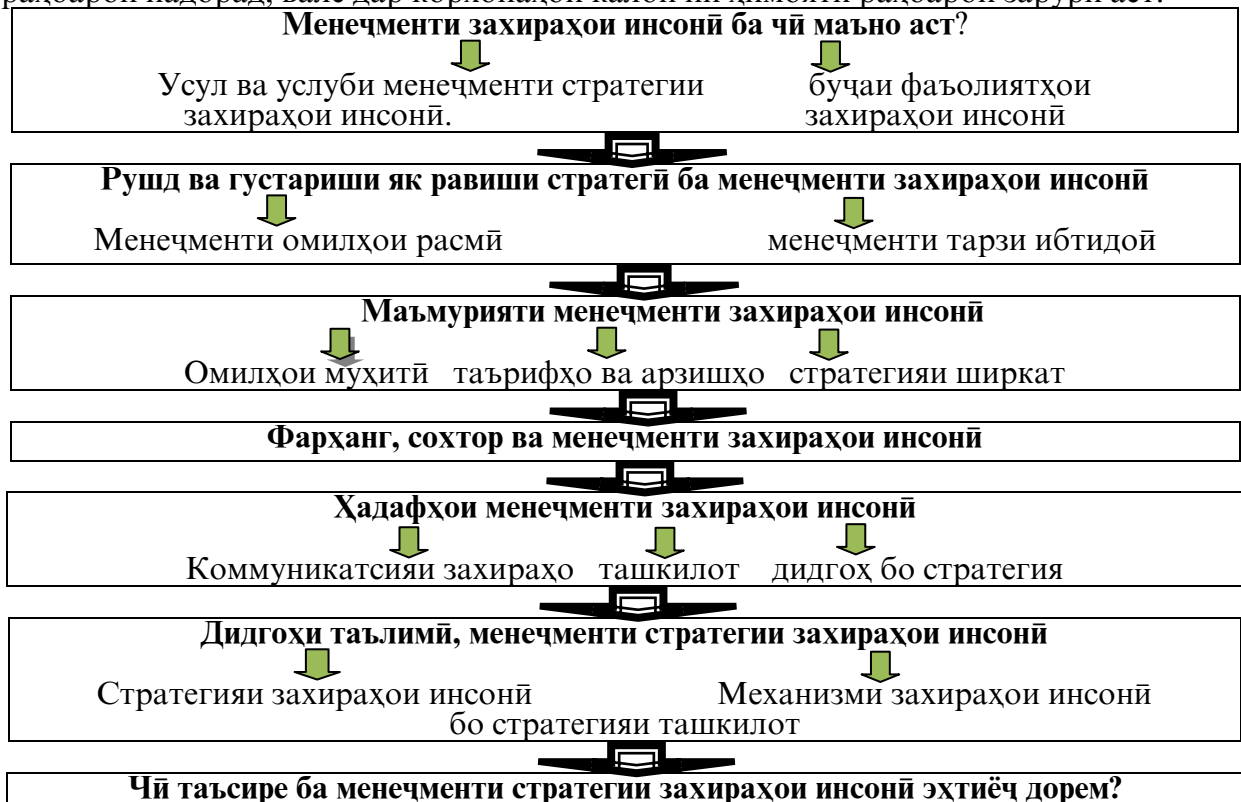 Менеҷменти захираҳои инсонӣ ба чӣ маъно аст?
Усул ва услуби менеҷменти стратегии буҷаи фаъолиятҳои
захираҳои инсонӣ. захираҳои инсонӣ
Рушд ва густариши як равиши стратегӣ ба менеҷменти захираҳои инсонӣ
Менеҷменти омилҳои расмӣ менеҷменти тарзи ибтидоӣ
Маъмурияти менеҷменти захираҳои инсонӣ
Омилҳои муҳитӣ таърифҳо ва арзишҳо стратегияи ширкат
Фарҳанг, сохтор ва менеҷменти захираҳои инсонӣ
Ҳадафҳои менеҷменти захираҳои инсонӣ
Коммуникатсияи захираҳо ташкилот дидгоҳ бо стратегия
Дидгоҳи таълимӣ, менеҷменти стратегии захираҳои инсонӣ
Стратегияи захираҳои инсонӣ Механизми захираҳои инсонӣ
бо стратегияи ташкилот
Чӣ таъсире ба менеҷменти стратегии захираҳои инсонӣ эҳтиёҷ дорем?